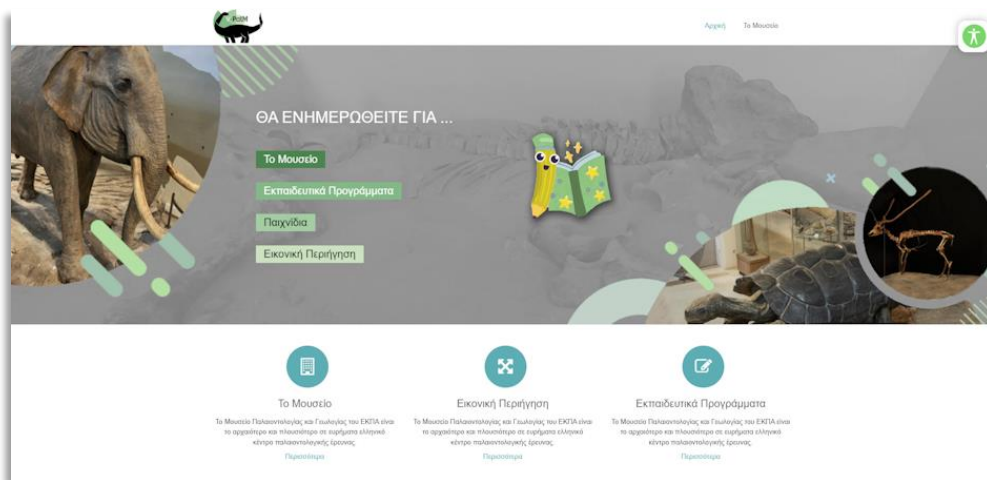 Αρχική Το Μουσείο
ΘΑ ΕΝΗΜΕΡΩΘΕΙΤΕ ΓΙΑ ...
Το Μουσείο
Εκπαιδευτικά Προγράμματα
Παιχνίδια
Εικονική Περιήγηση
Το Μουσείο
Το Μουσείο Παλαιοντολογίας και Γεωλογίας του ΕΚΠΑ είναι
το αρχαιότερο και πλουσιότερο σε ευρήματα ελληνικό
κέντρο παλαιοντολογικής έρευνας.
Περισσότερα
Εικονική Περιήγηση
Το Μουσείο Παλαιοντολογίας και Γεωλογίας του ΕΚΠΑ είναι
το αρχαιότερο και πλουσιότερο σε ευρήματα ελληνικό
κέντρο παλαιοντολογικής έρευνας.
Περισσότερα
Εκπαιδευτικά Προγράμματα
Το Μουσείο Παλαιοντολογίας και Γεωλογίας του ΕΚΠΑ είναι
το αρχαιότερο και πλουσιότερο σε ευρήματα ελληνικό
κέντρο παλαιοντολογικής έρευνας.
Περισσότερα